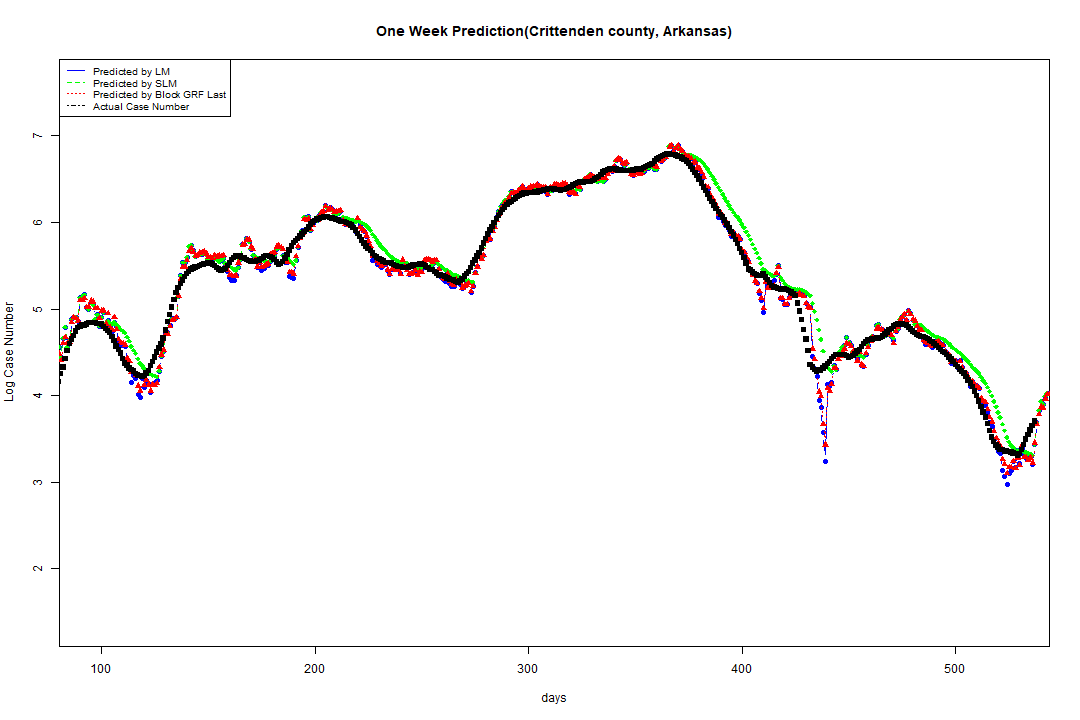 One Week Prediction(Crittenden county, Arkansas)
Predicted by LM
Predicted by SLM
Predicted by Block GRF Last
Actual Case Number
7
6
5
4
3
2
Log Case Number
100 200 300 400 500
days